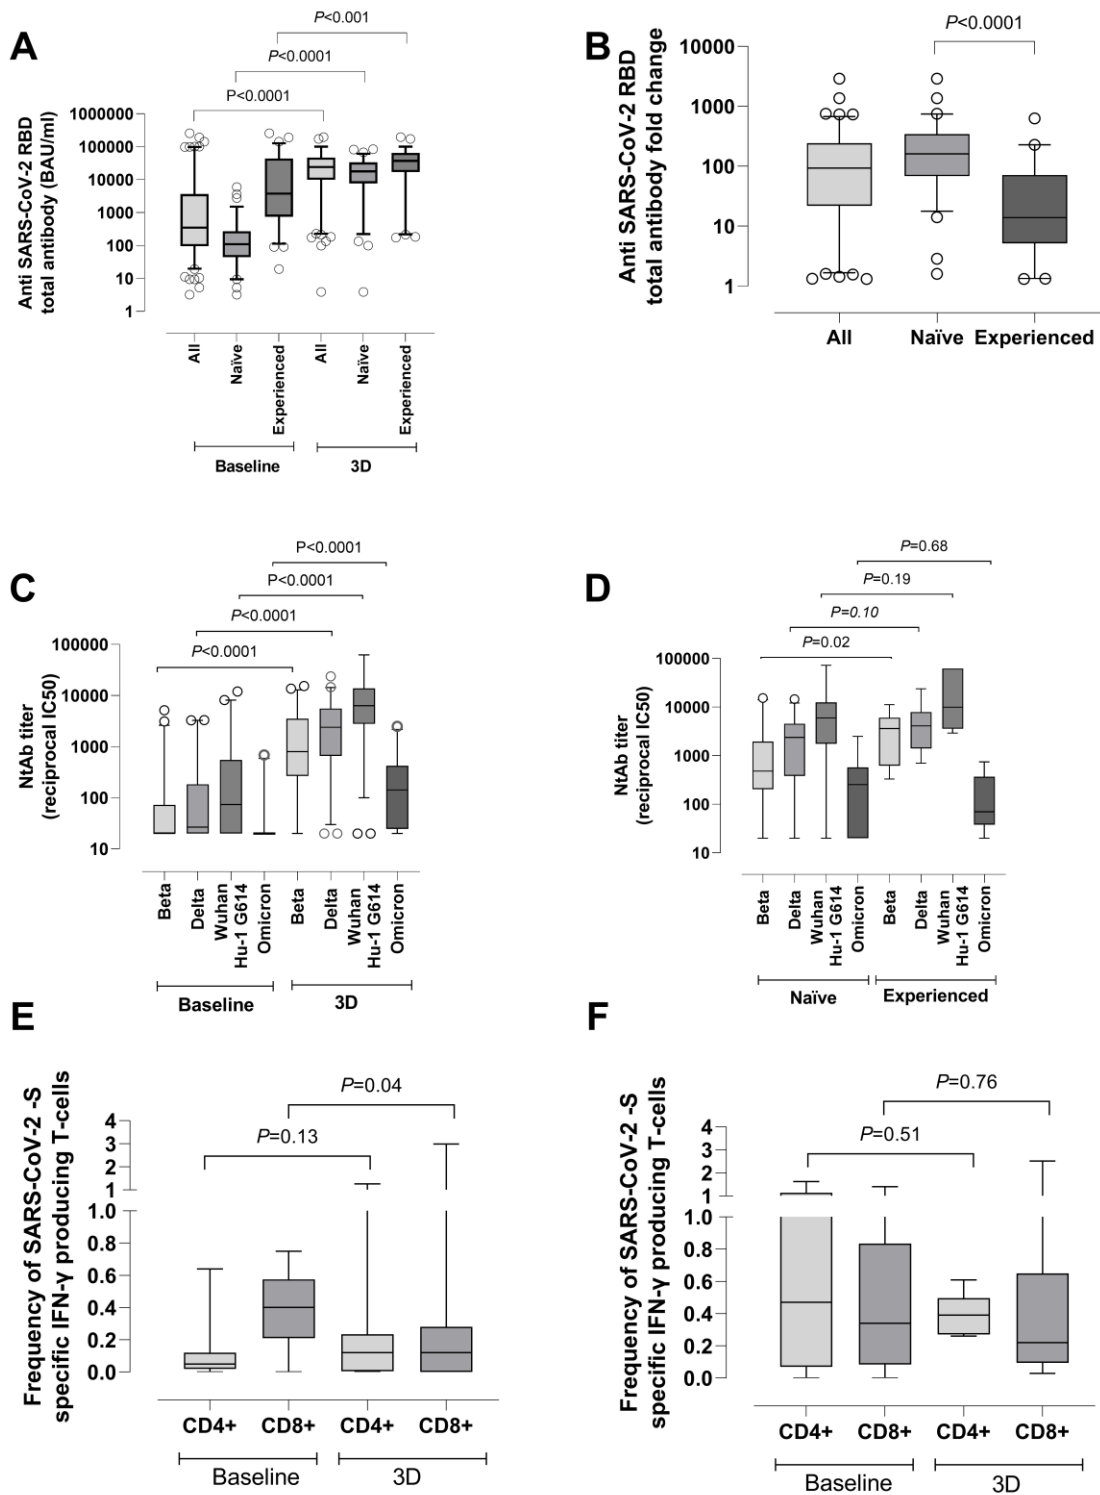 A
P<0.001
P<0.0001
P<0.0001
Anti SARS-CoV-2 RBD
total antibody (BAU/ml)
1000000
100000
10000
1000
100
10
1
All
Naïve
Experienced
All
Naïve
Experienced
Baseline
3D
B
P<0.0001
Anti SARS-CoV-2 RBD
total antibody fold change
10000
1000
100
10
1
All
Naïve
Experienced
C
P<0.0001
P<0.0001
P<0.0001
P<0.0001
NtAb titer
(reciprocal IC50)
100000
10000
1000
100
10
Beta
Delta
Wuhan
Hu-1 G614
Omicron
Beta
Delta
Wuhan
Hu-1 G614
Omicron
Baseline
3D
D
P=0.68
P=0.19
P=0.10
P=0.02
NtAb titer
(reciprocal IC50)
100000
10000
1000
100
10
Beta
Delta
Wuhan
Hu-1 G614
Omicron
Beta
Delta
Wuhan
Hu-1 G614
Omicron
Naïve
Experienced
E
P=0.04
P=0.13
Frequency of SARS-CoV-2 -S
specific IFN-γ producing T-cells
4
3
2
1
1.0
0.8
0.6
0.4
0.2
0.0
CD4+
CD8+
CD4+
CD8+
Baseline
3D
F
P=0.76
P=0.51
Frequency of SARS-CoV-2 -S
specific IFN-γ producing T-cells
4
3
2
1
1.0
0.8
0.6
0.4
0.2
0.0
CD4+
CD8+
CD4+
CD8+
Baseline
3D